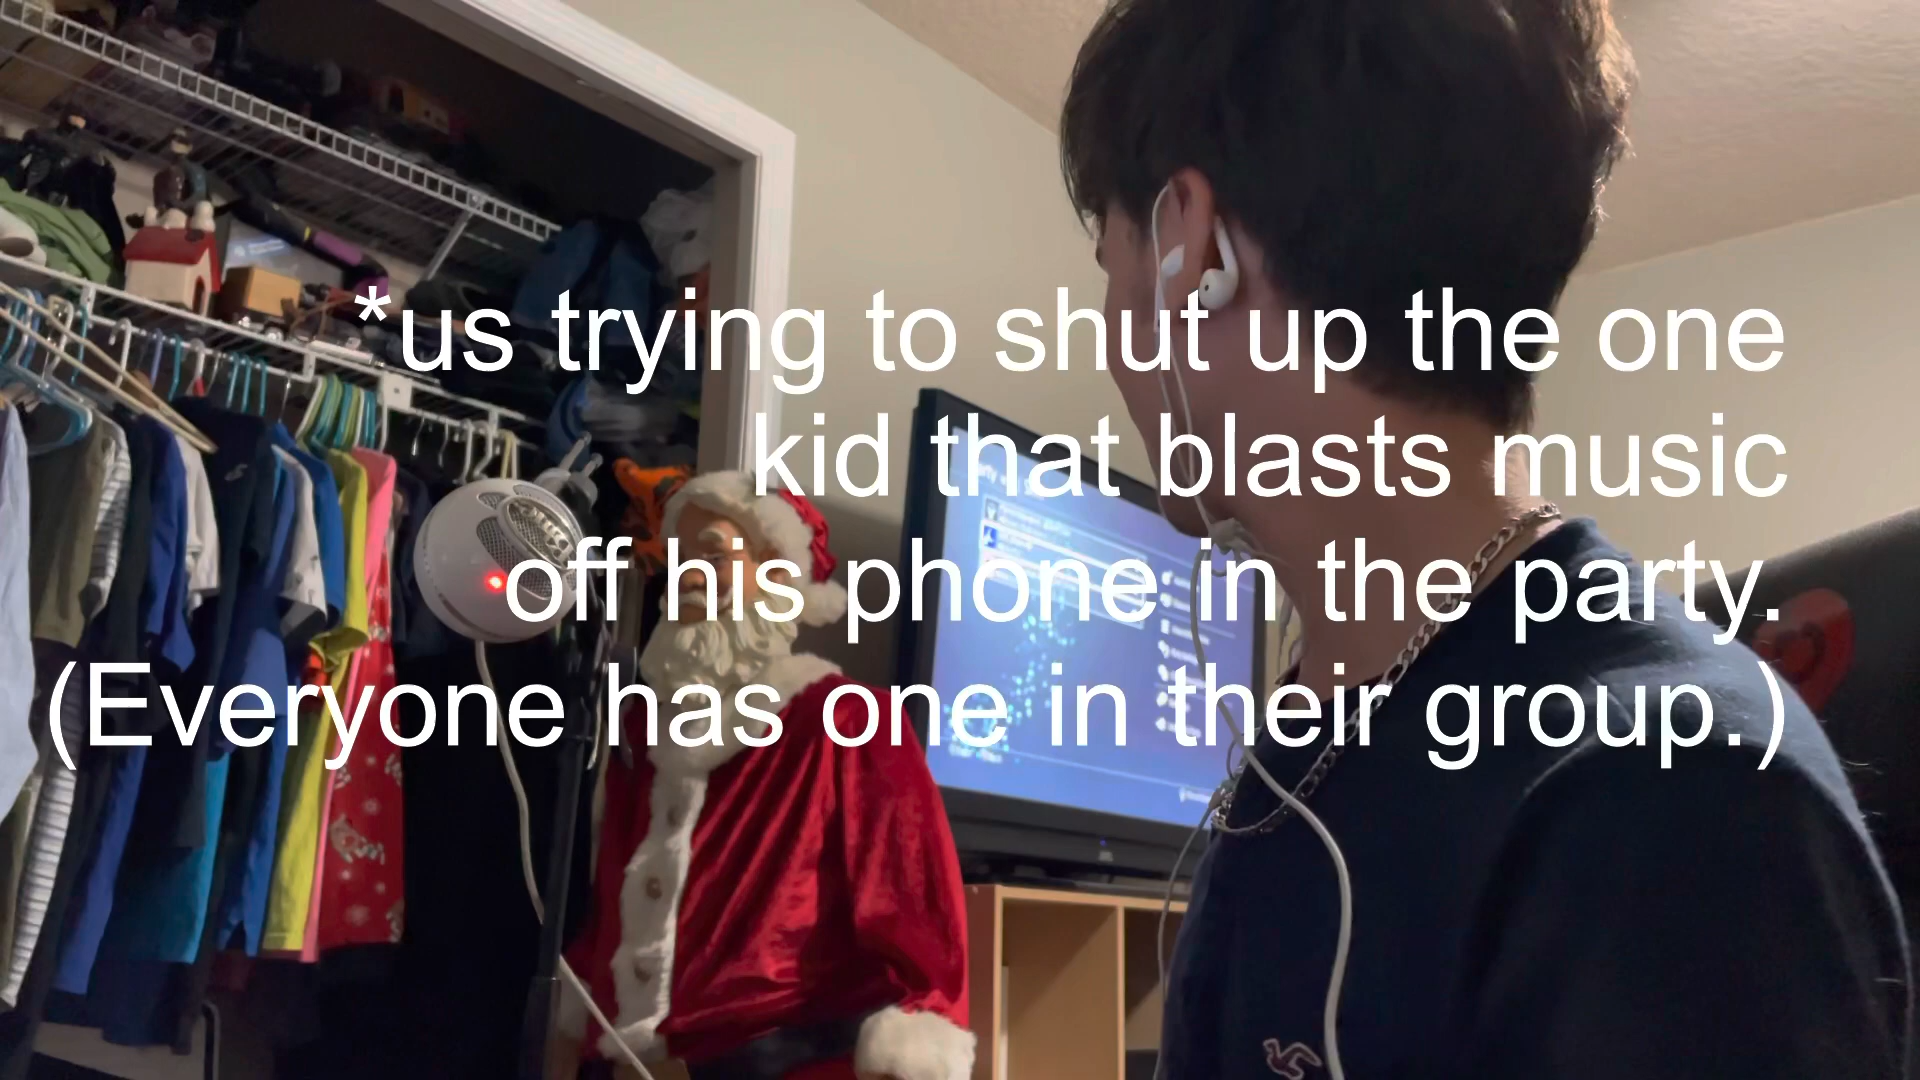 *us trying to shut up the one
kid that blasts music
off his phone in the party.
(Everyone has one in their group.)